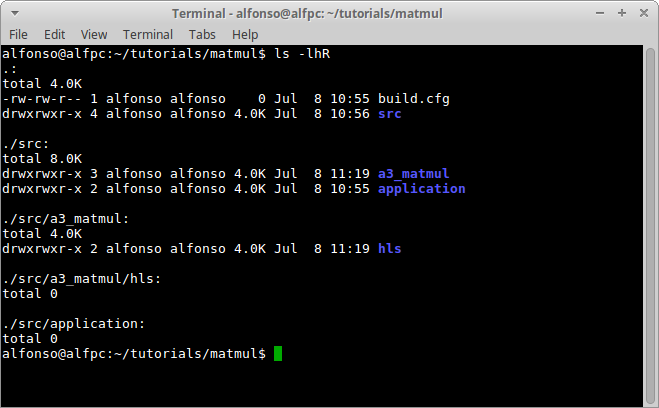 Terminal - alfonso@alfpc: ~/tutorials/matmul
File Edit View Terminal Tabs Help
alfonso@alfpc:~/tutorials/matmul$ ls -lhR
.:
total 4.0K
-rw-rw-r-- 1 alfonso alfonso    0 Jul  8 10:55 build.cfg
drwxrwxr-x 4 alfonso alfonso 4.0K Jul  8 10:56 src

./src:
total 8.0K
drwxrwxr-x 3 alfonso alfonso 4.0K Jul  8 11:19 a3_matmul
drwxrwxr-x 2 alfonso alfonso 4.0K Jul  8 10:55 application

./src/a3_matmul:
total 4.0K
drwxrwxr-x 2 alfonso alfonso 4.0K Jul  8 11:19 hls

./src/a3_matmul/hls:
total 0

./src/application:
total 0
alfonso@alfpc:~/tutorials/matmul$